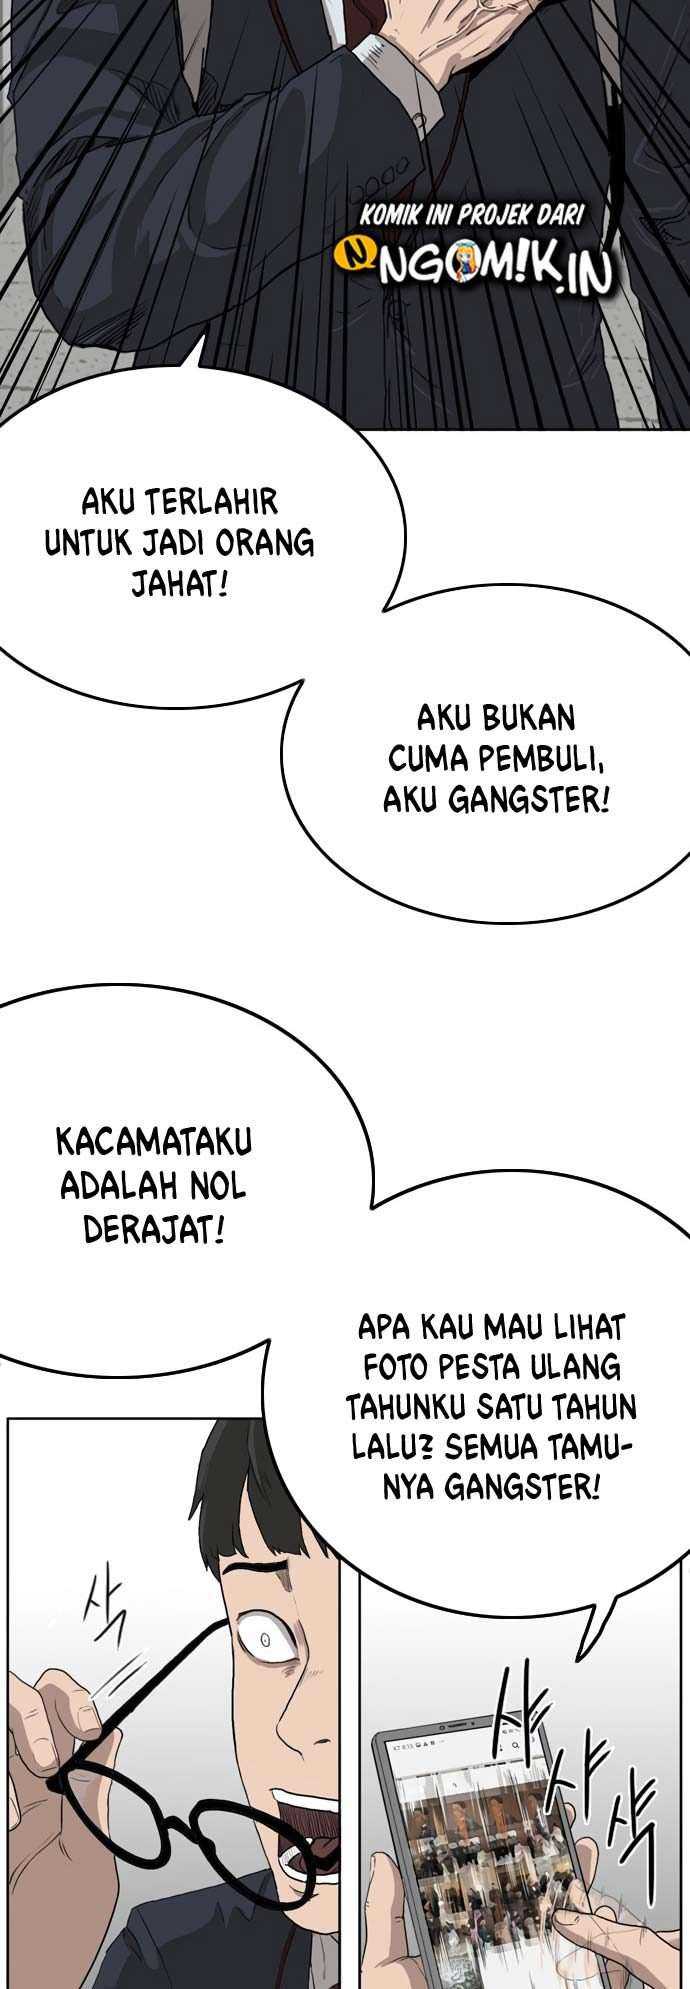 KOMIK INI PROJEK DARI
NGOMIK.IN
AKU TERLAHIR
UNTUK JADI ORANG
JAHAT!
AKU BUKAN
CUMA PEMBULI,
AKU GANGSTER!
KACAMATAKU
ADALAH NOL
DERAJAT!
APA KAU MAU LIHAT
FOTO PESTA ULANG
TAHUNKU SATU TAHUN
LALU? SEMUA TAMU-
NYA GANGSTER!
샥
샥
샤샤샥